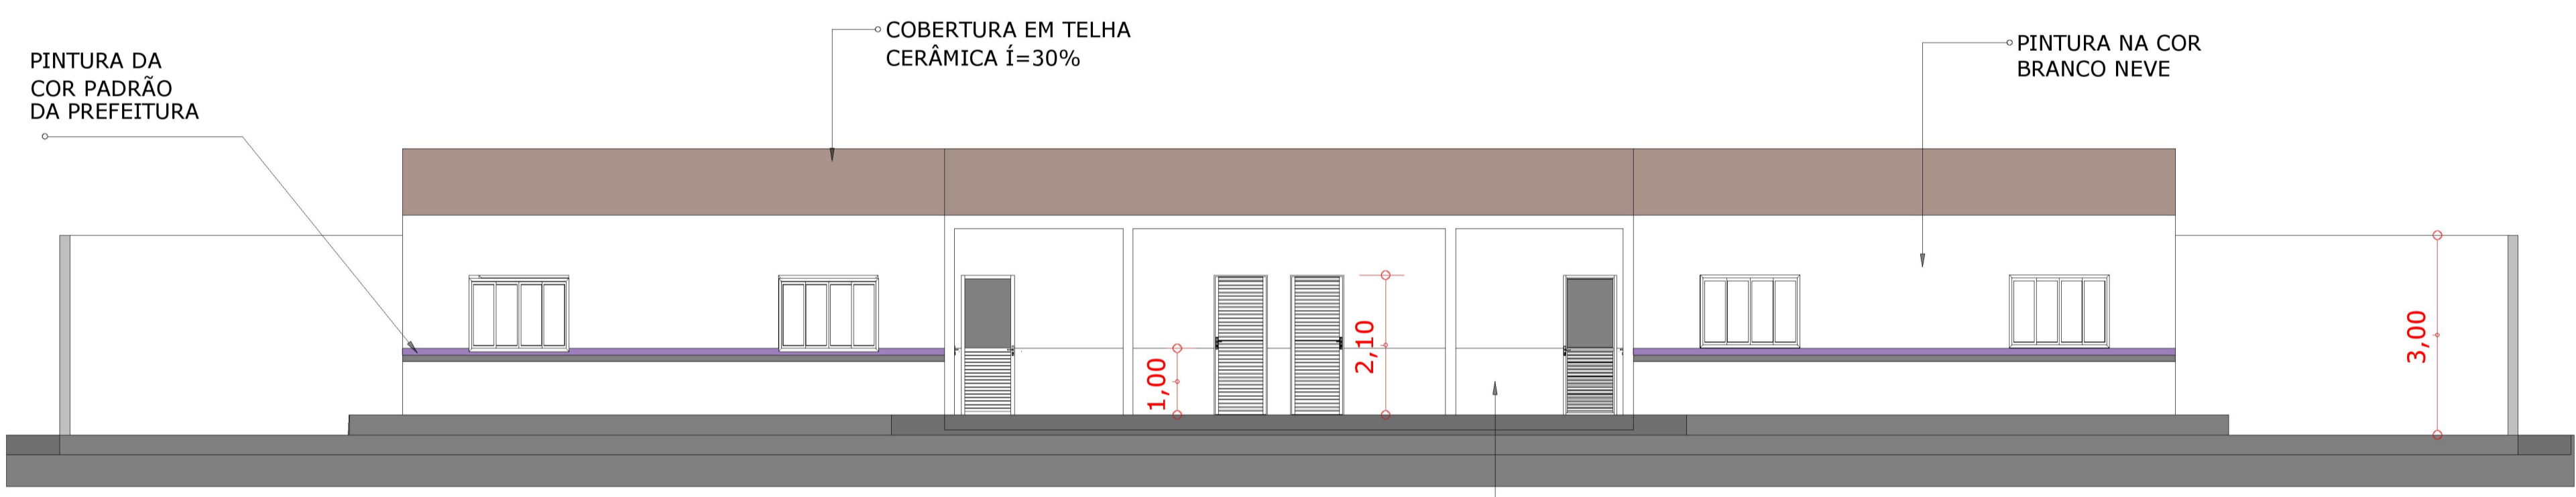 COBERTURA EM TELHA
CERÂMICA Í=30%
PINTURA NA COR
BRANCO NEVE
PINTURA DA
COR PADRÃO
DA PREFEITURA
1,00
2,10
3,00